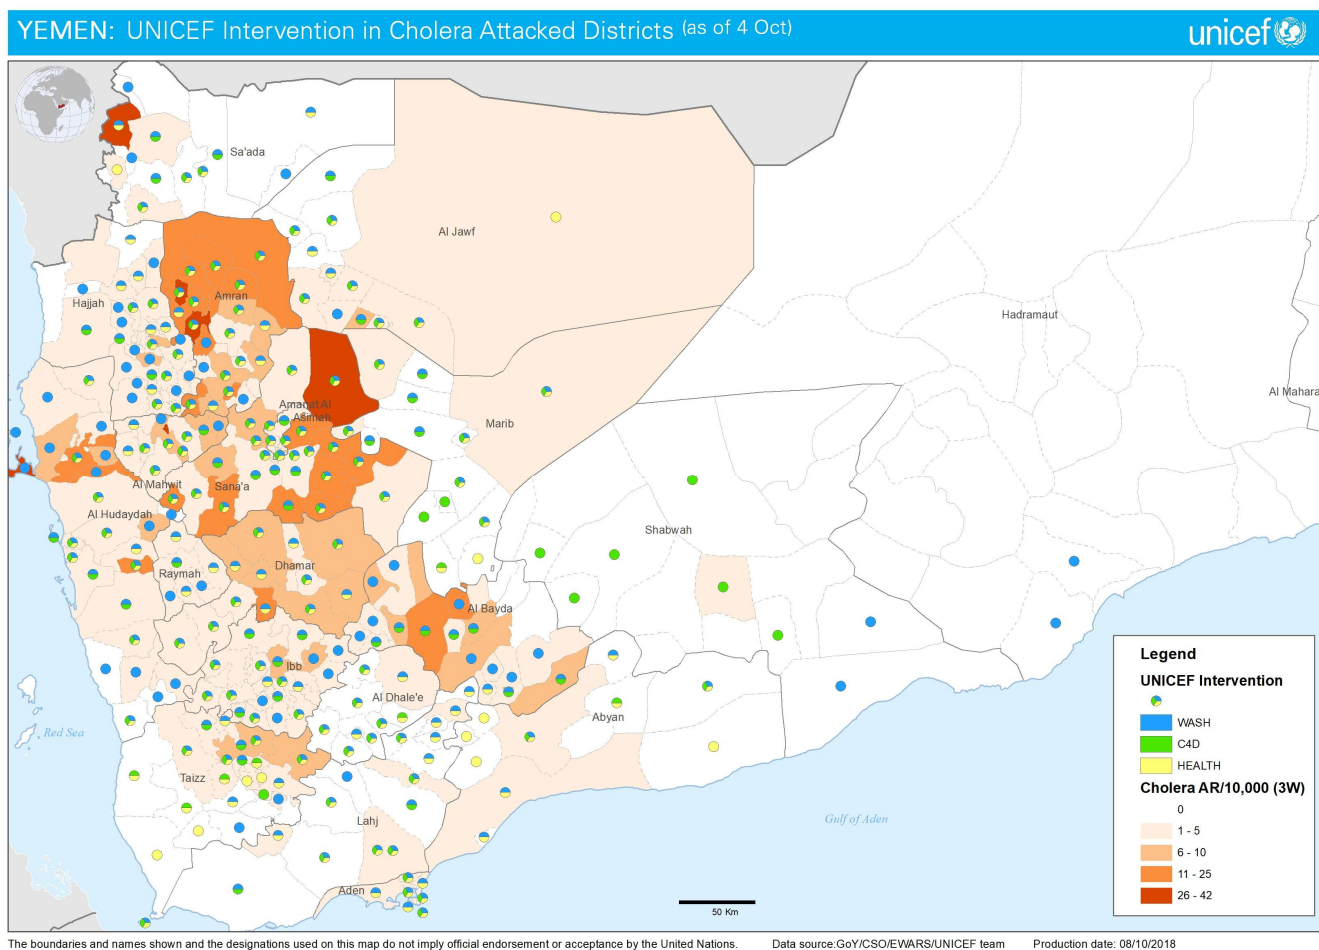 YEMEN: UNICEF Intervention in Cholera Attacked Districts (as of 4 Oct)
unicef
Sa'ada
Al Jawf
Hajjah
Amran
Hadramaut
Al Mahara
Amanat Al
Asimah
Marib
Al Mahwit
Sana'a
Al Hudaydah
Shabwah
Dhamar
Raymah
Al Bayda
Ibb
Al Dhale'e
Abyan
Red Sea
Taizz
Lahj
Gulf of Aden
Aden
50 Km
Legend
UNICEF Intervention
WASH
C4D
HEALTH
Cholera AR/10,000 (3W)
0
1 - 5
6 - 10
11 - 25
26 - 42
The boundaries and names shown and the designations used on this map do not imply official endorsement or acceptance by the United Nations. Data source:GoY/CSO/EWARS/UNICEF team Production date: 08/10/2018